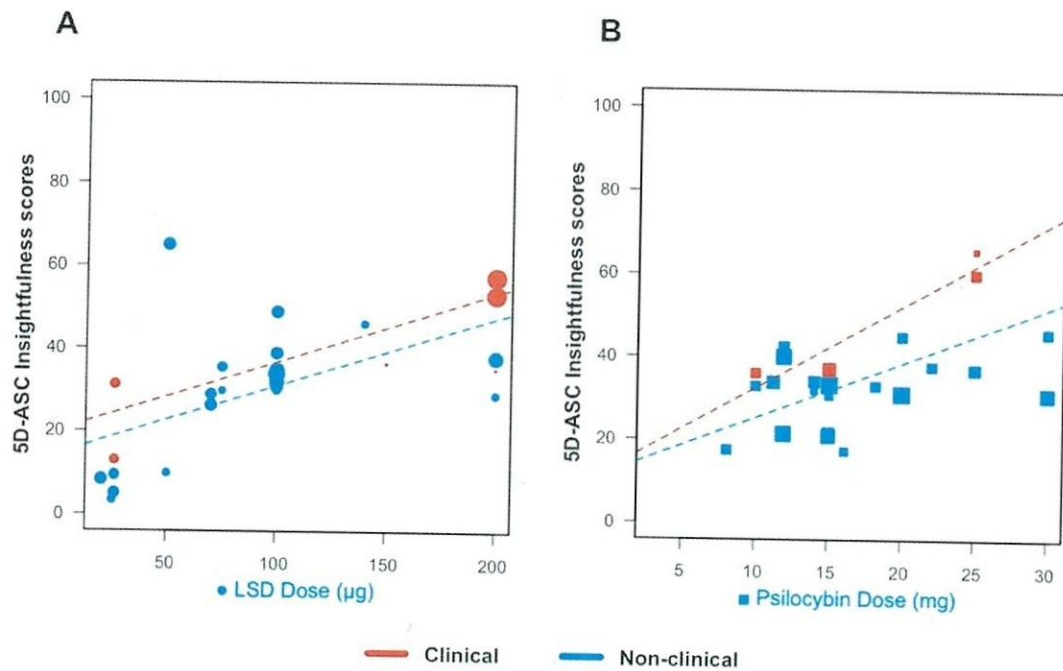 A
B
5D-ASC Insightfulness scores
100
80
60
40
20
0
50
100
150
200
LSD Dose (µg)
5D-ASC Insightfulness scores
100
80
60
40
20
0
5
10
15
20
25
30
Psilocybin Dose (mg)
Clinical
Non-clinical